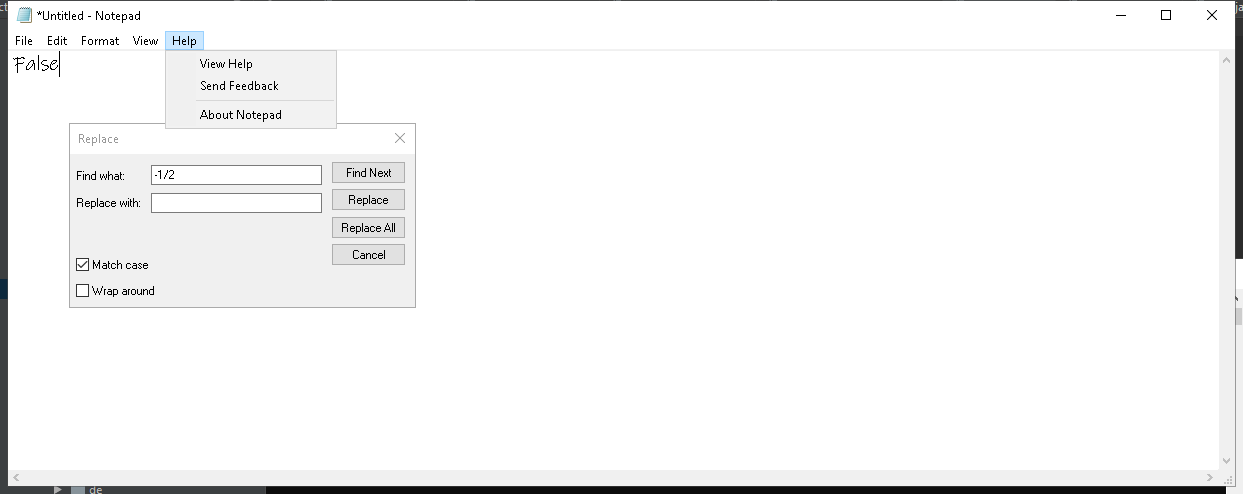 *Untitled - Notepad
File Edit Format View Help
False
View Help
Send Feedback
About Notepad
Replace
Find what: -1/2 Find Next
Replace with: Replace
Replace All
Cancel
Match case
Wrap around
de